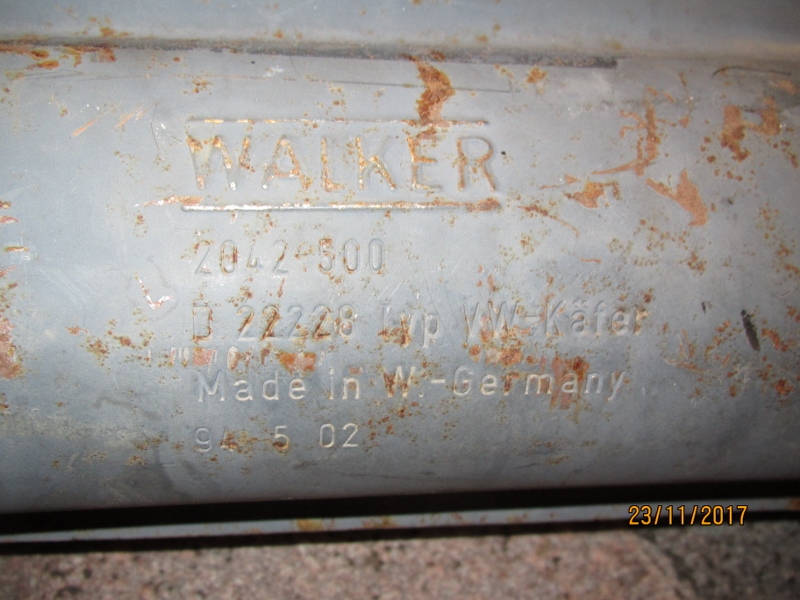 WALKER
2042-500
D 22228 typ VW-Käfer
Made in W.-Germany
94 5 02
23/11/2017